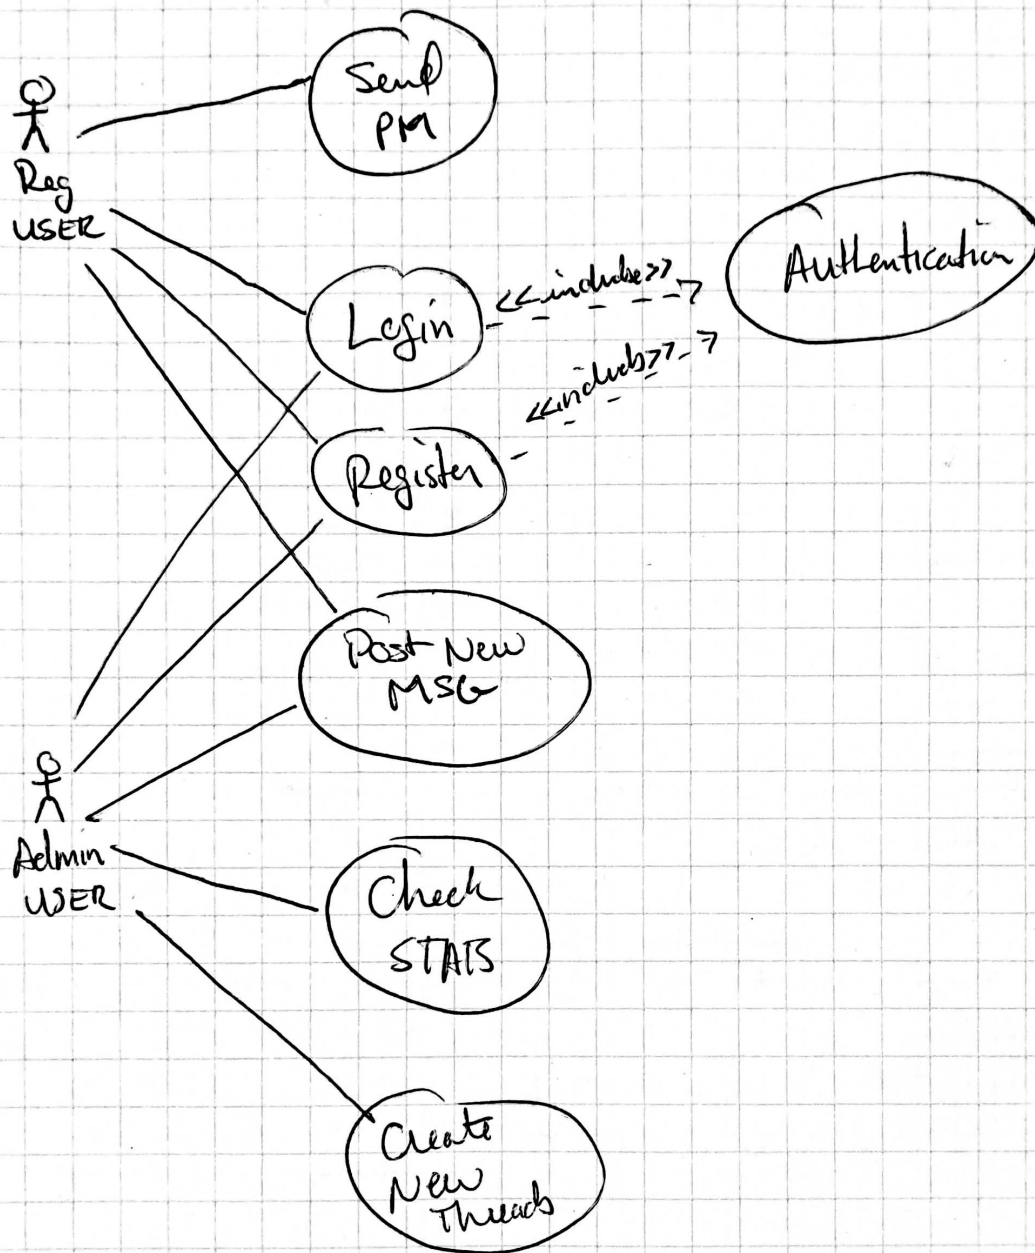 Send
PM
Reg
USER
Login
<<include>>
Authentication
Register
<<include>>
Post New
MSG
Admin
USER
Check
STATS
Create
New
Threads